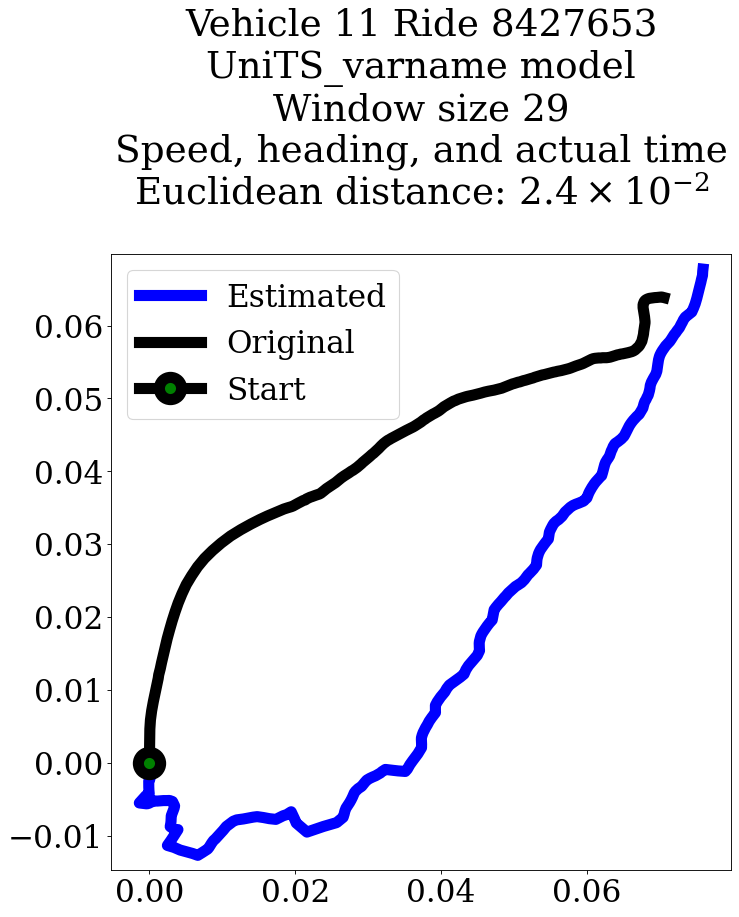 Vehicle 11 Ride 8427653
UniTS_varname model
Window size 29
Speed, heading, and actual time
Euclidean distance: 2.4 × 10⁻²
Estimated
Original
Start
0.06
0.05
0.04
0.03
0.02
0.01
0.00
−0.01
0.00 0.02 0.04 0.06